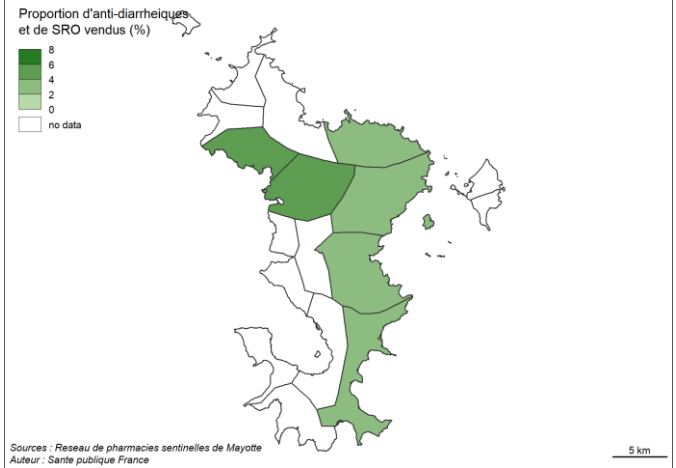 Proportion d'anti-diarrheiques
et de SRO vendus (%)
8
6
4
2
0
no data
Sources : Reseau de pharmacies sentinelles de Mayotte
Auteur : Sante publique France
5 km